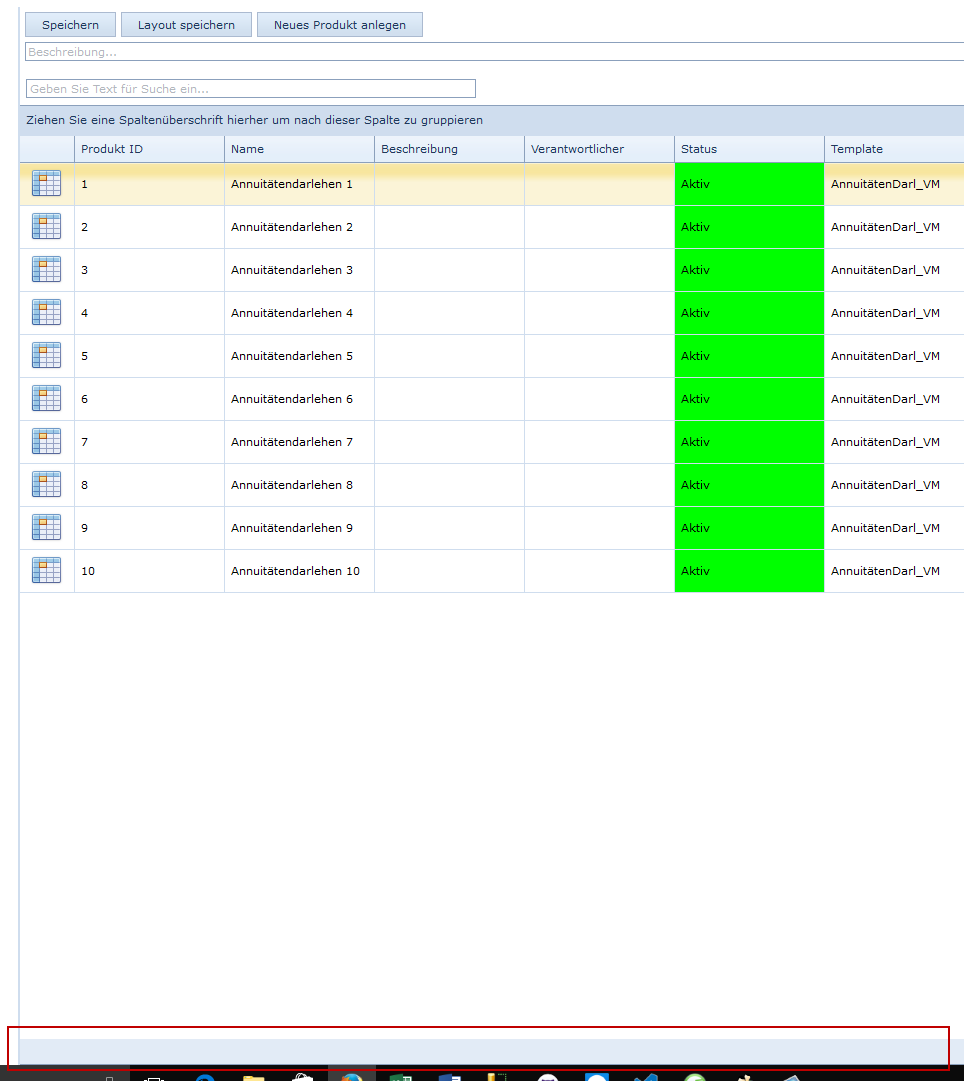 Speichern Layout speichern Neues Produkt anlegen
Beschreibung...
Geben Sie Text für Suche ein...
Ziehen Sie eine Spaltenüberschrift hierher um nach dieser Spalte zu gruppieren
Produkt ID Name Beschreibung Verantwortlicher Status Template
1 Annuitätendarlehen 1 Aktiv AnnuitätenDarl_VM
2 Annuitätendarlehen 2 Aktiv AnnuitätenDarl_VM
3 Annuitätendarlehen 3 Aktiv AnnuitätenDarl_VM
4 Annuitätendarlehen 4 Aktiv AnnuitätenDarl_VM
5 Annuitätendarlehen 5 Aktiv AnnuitätenDarl_VM
6 Annuitätendarlehen 6 Aktiv AnnuitätenDarl_VM
7 Annuitätendarlehen 7 Aktiv AnnuitätenDarl_VM
8 Annuitätendarlehen 8 Aktiv AnnuitätenDarl_VM
9 Annuitätendarlehen 9 Aktiv AnnuitätenDarl_VM
10 Annuitätendarlehen 10 Aktiv AnnuitätenDarl_VM